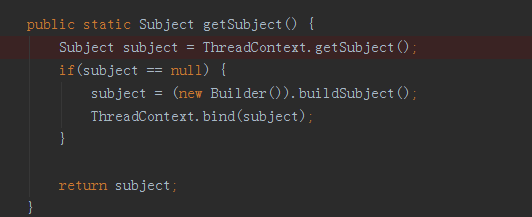 public static Subject getSubject() {
    Subject subject = ThreadContext.getSubject();
    if(subject == null) {
        subject = (new Builder()).buildSubject();
        ThreadContext.bind(subject);
    }

    return subject;
}